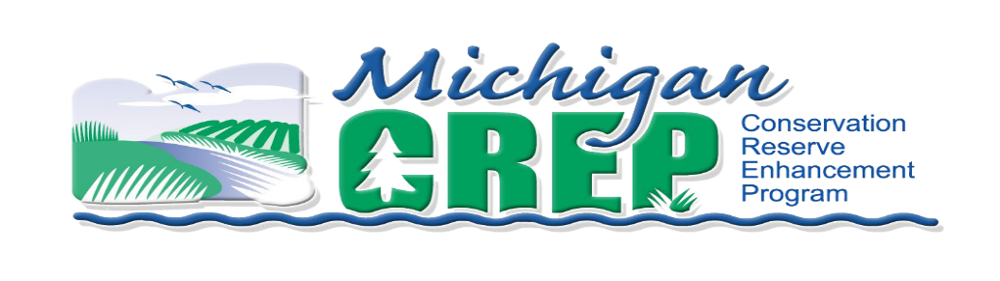 Michigan
CREP
Conservation
Reserve
Enhancement
Program